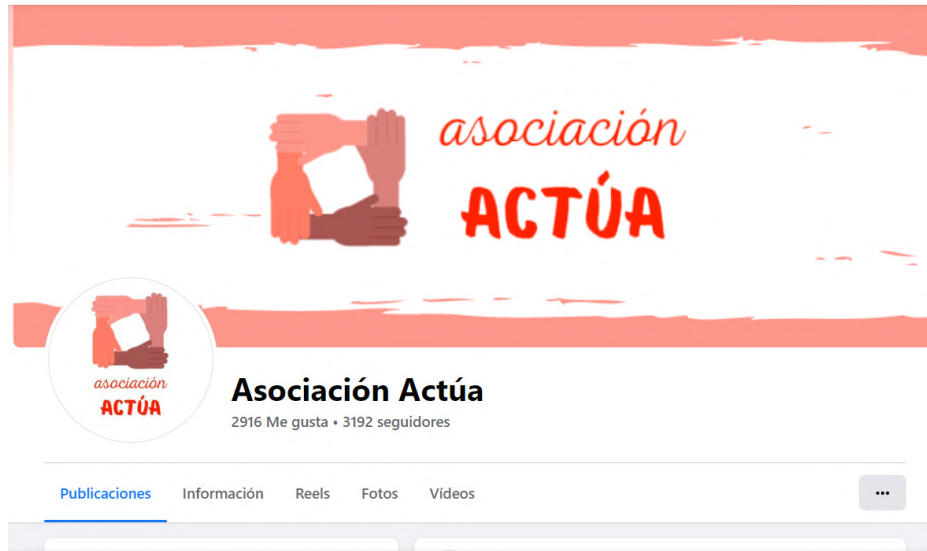 asociación
ACTÚA
asociación
ACTÚA
Asociación Actúa
2916 Me gusta • 3192 seguidores
Publicaciones Información Reels Fotos Vídeos ...